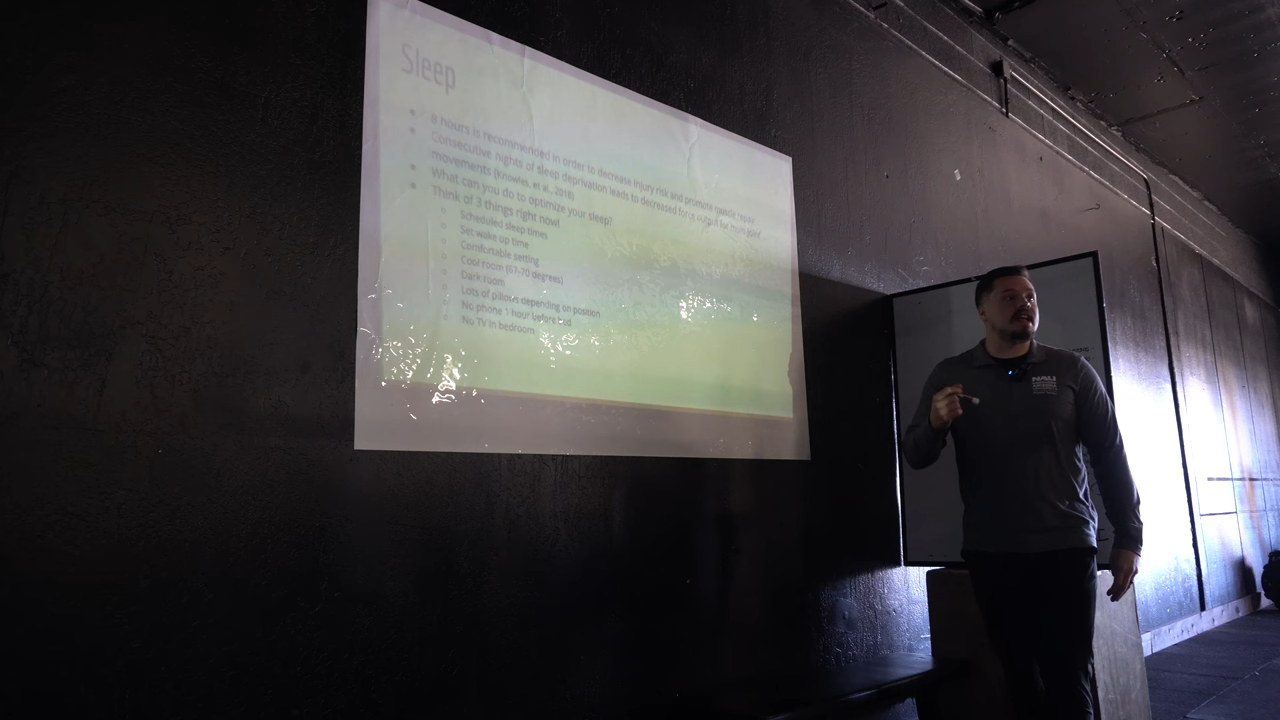 Sleep
8 hours is recommended in order to decrease injury risk and promote muscle repair
Consecutive nights of sleep deprivation leads to decreased force output for multi-joint
movements (Knowles, et al., 2018)
What can you do to optimize your sleep?
Think of 3 things right now!
Scheduled sleep times
Set wake up time
Comfortable setting
Cool room (67-70 degrees)
Dark room
Lots of pillows depending on position
No phone 1 hour before bed
No TV in bedroom
NAU
NORTHERN
ARIZONA